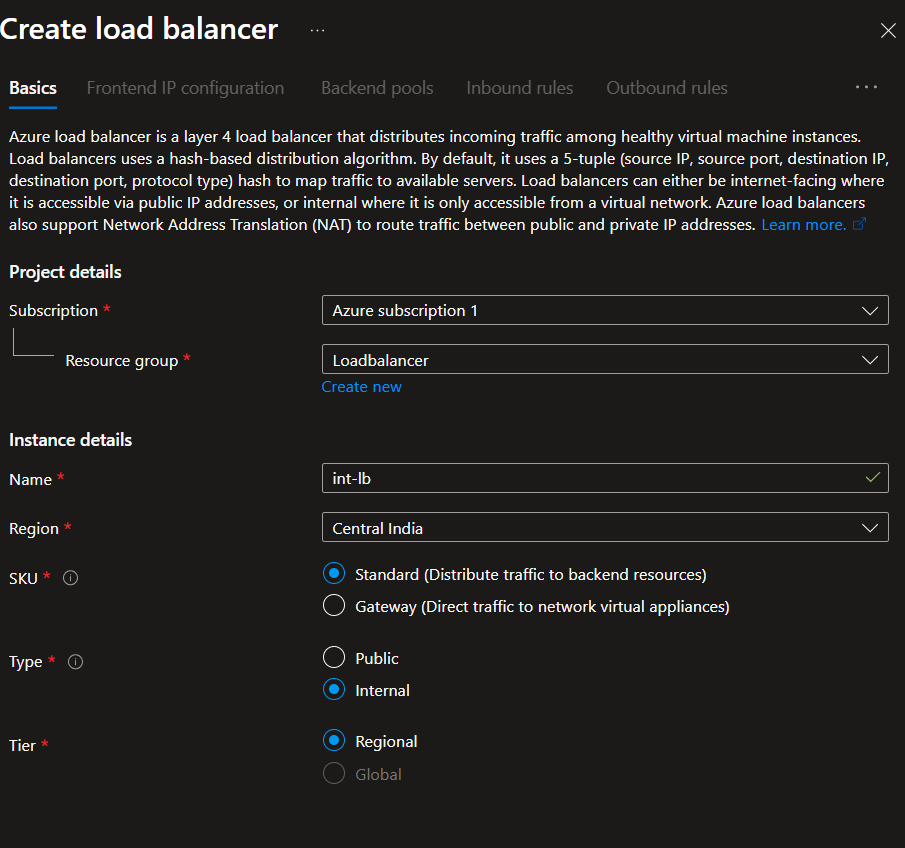 Create load balancer ...
Basics Frontend IP configuration Backend pools Inbound rules Outbound rules ...
Azure load balancer is a layer 4 load balancer that distributes incoming traffic among healthy virtual machine instances.
Load balancers uses a hash-based distribution algorithm. By default, it uses a 5-tuple (source IP, source port, destination IP,
destination port, protocol type) hash to map traffic to available servers. Load balancers can either be internet-facing where
it is accessible via public IP addresses, or internal where it is only accessible from a virtual network. Azure load balancers
also support Network Address Translation (NAT) to route traffic between public and private IP addresses. Learn more.
Project details
Subscription * Azure subscription 1
Resource group * Loadbalancer
Create new
Instance details
Name * int-lb
Region * Central India
SKU * Standard (Distribute traffic to backend resources)
Gateway (Direct traffic to network virtual appliances)
Type * Public
Internal
Tier * Regional
Global